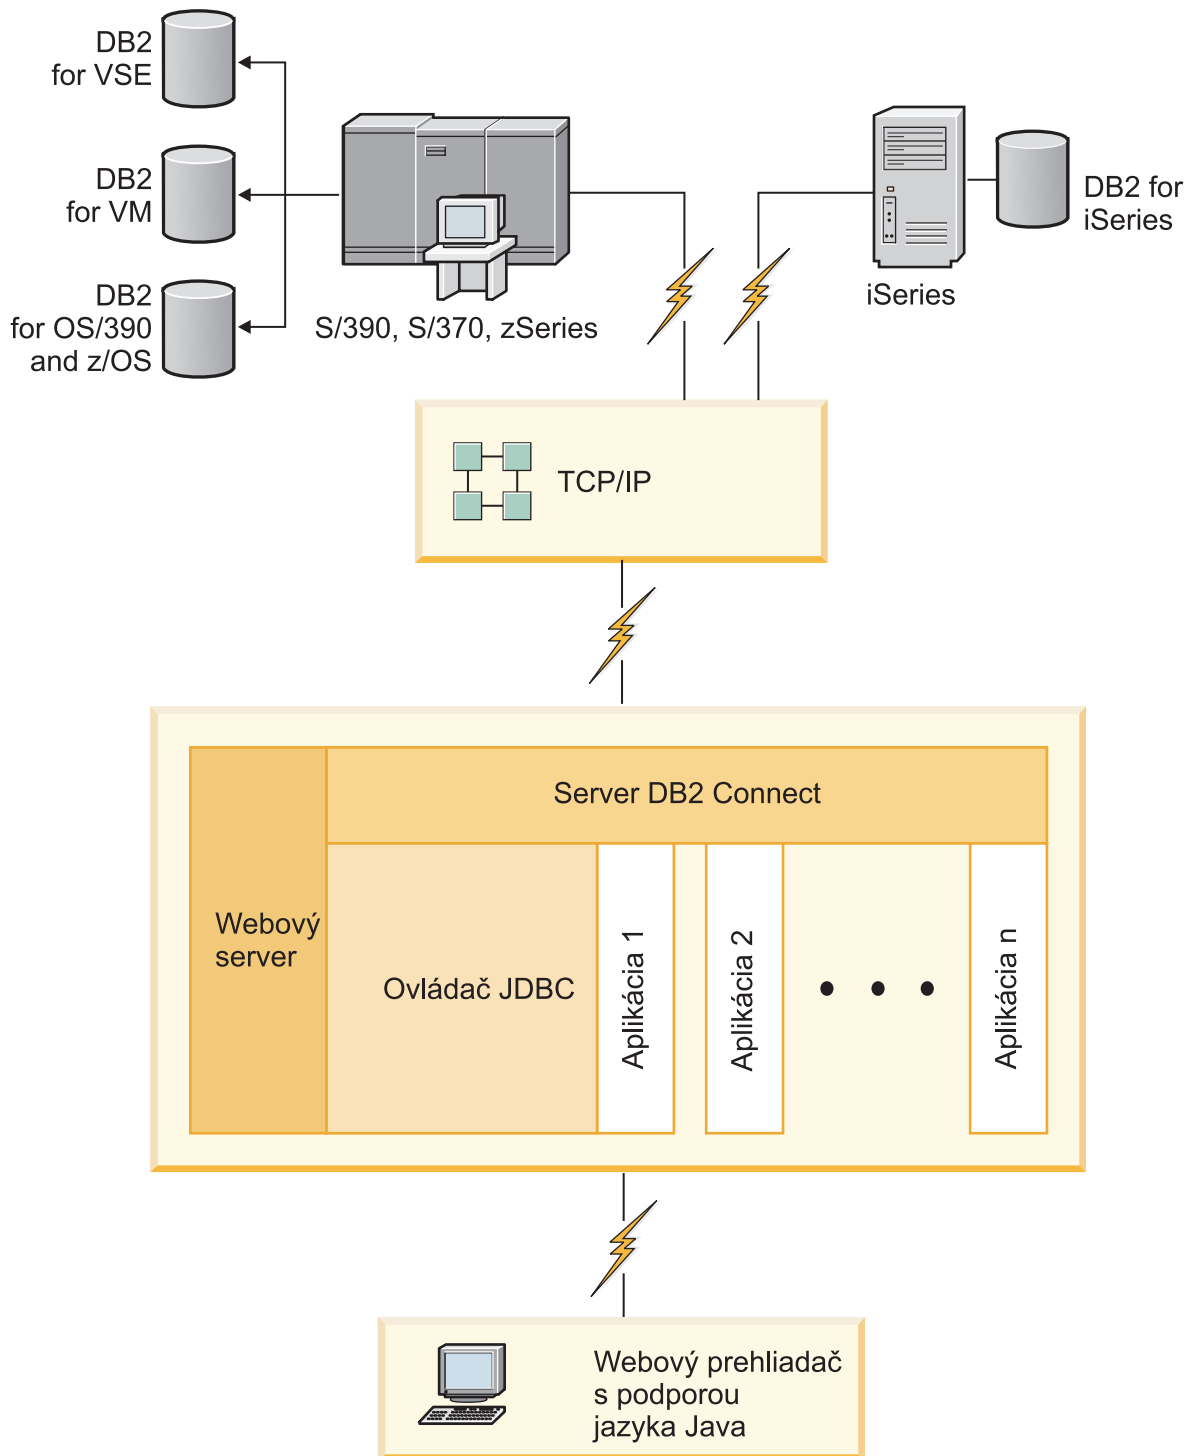 DB2
for VSE
DB2
for VM
DB2
for OS/390
and z/OS
S/390, S/370, zSeries
iSeries
DB2 for
iSeries
TCP/IP
Server DB2 Connect
Webový
server
Ovládač JDBC
Aplikácia 1
Aplikácia 2
Aplikácia n
Webový prehliadač
s podporou
jazyka Java